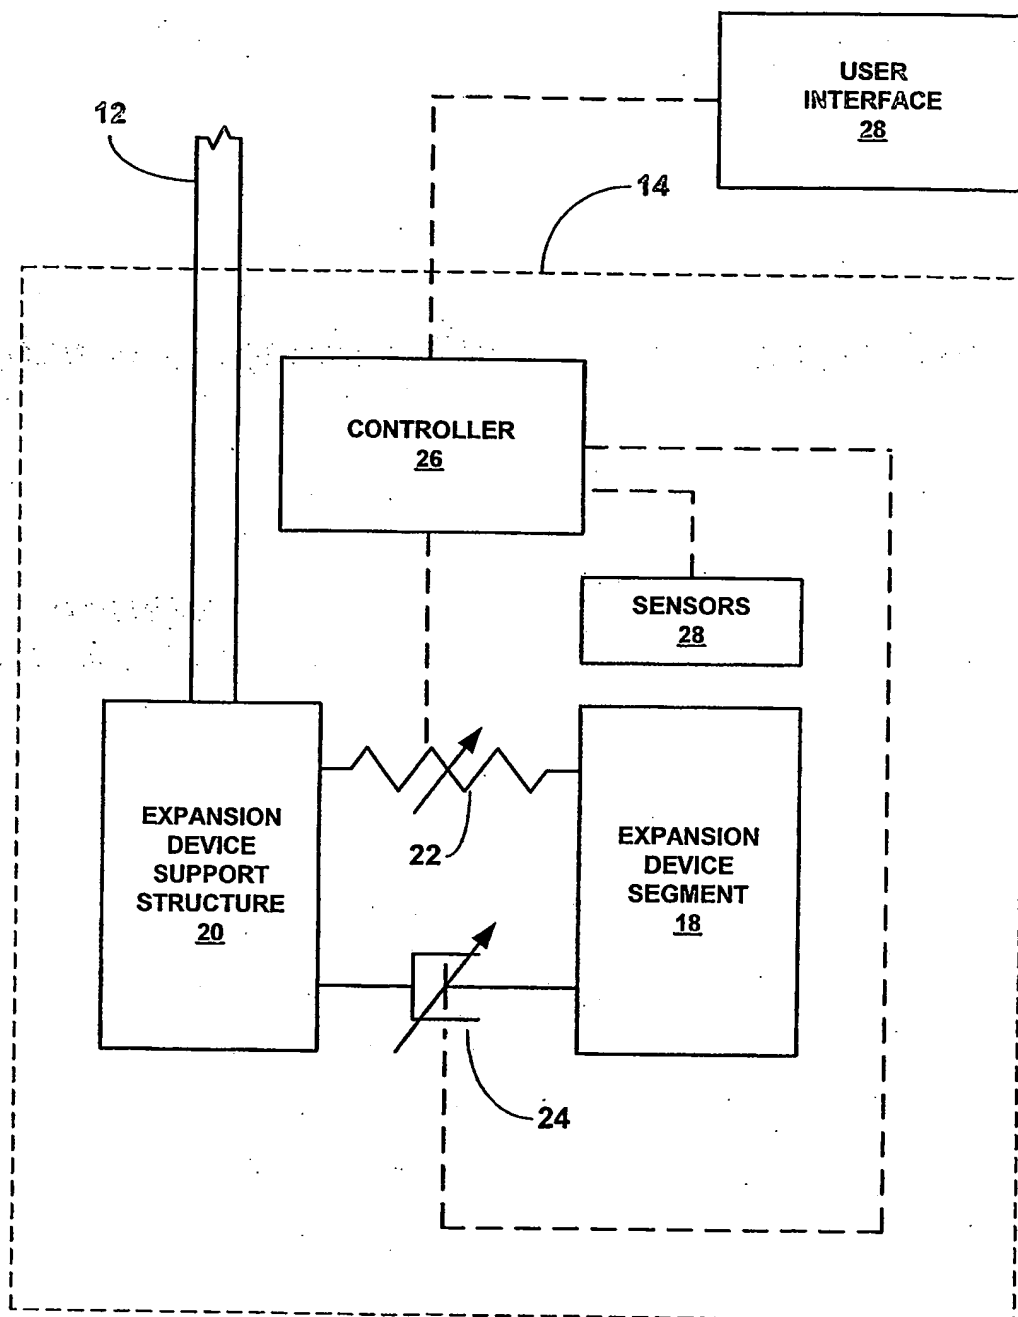 USER
INTERFACE
28
12
14
CONTROLLER
26
SENSORS
28
EXPANSION
DEVICE
SUPPORT
STRUCTURE
20
22
EXPANSION
DEVICE
SEGMENT
18
24